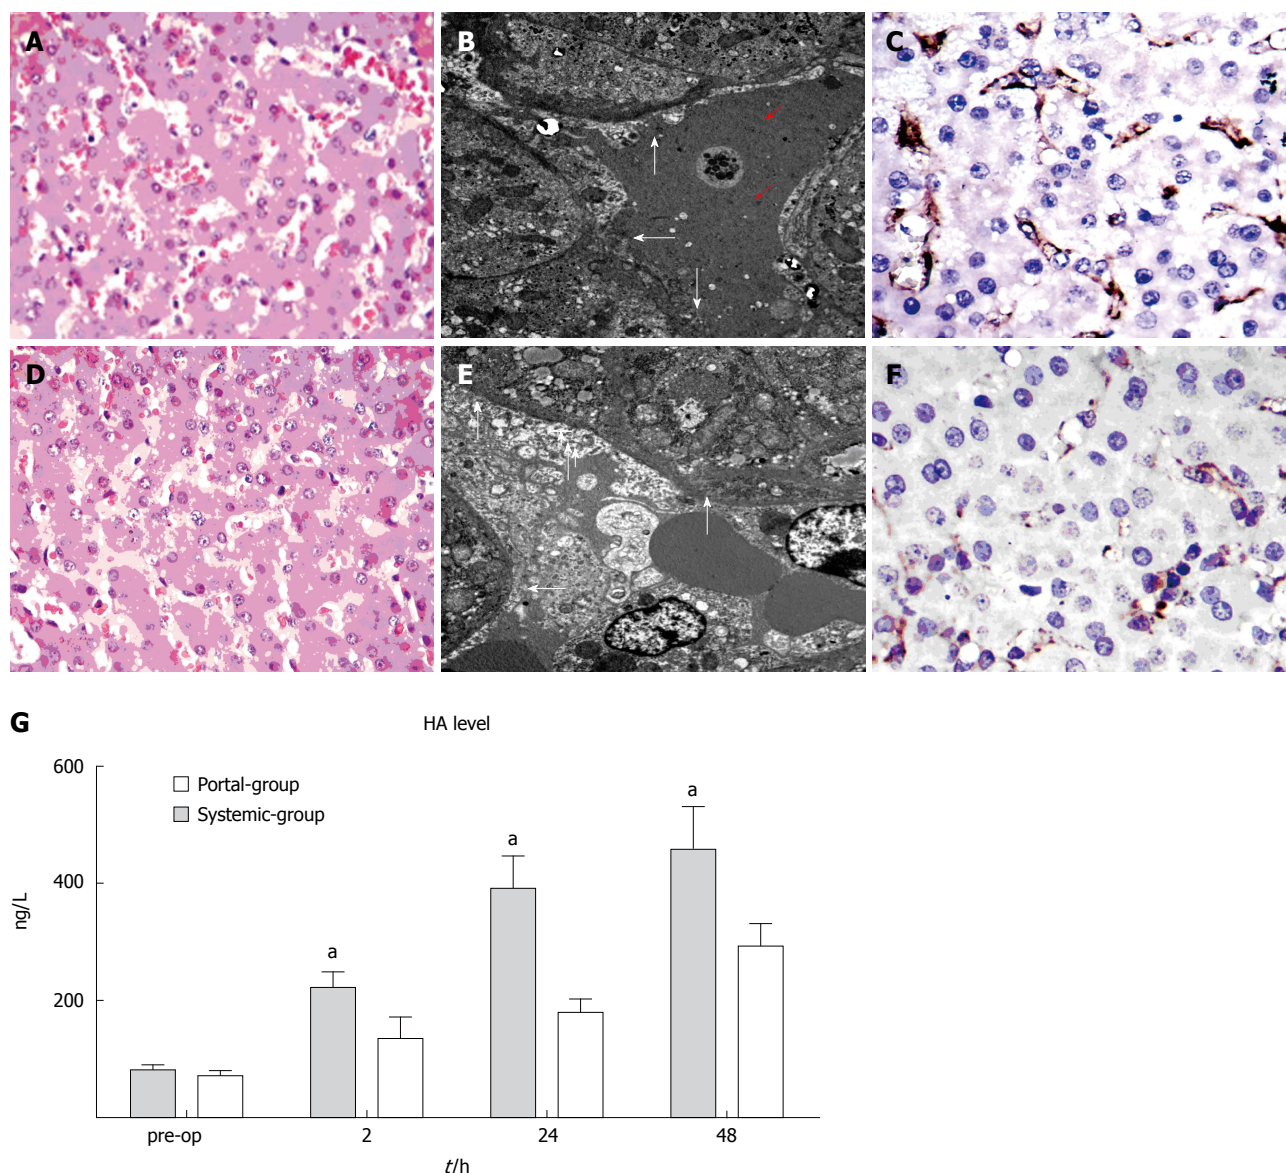 A
B
C
D
E
F
G
HA level
600
Portal-group
Systemic-group
a
a
a
400
ng/L
200
pre-op
2
24
48
t/h